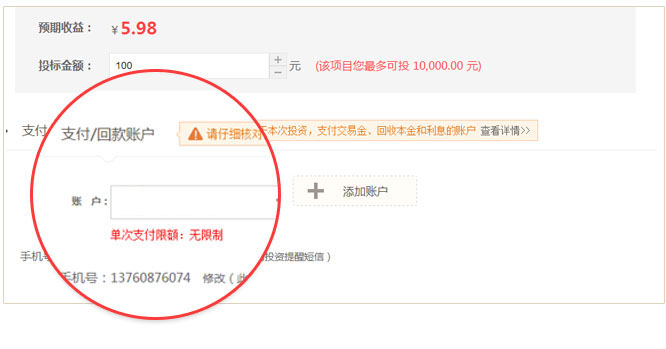 预期收益： ￥5.98
投标金额： 100 + − 元 (该项目您最多可投 10,000.00 元)
支付 支付/回款账户 请仔细核对 于本次投资，支付交易金、回收本金和利息的账户 查看详情>>
账 户： 添加账户
单次支付限额：无限制
手机号 投资提醒短信）
手机号：13760876074 修改（此